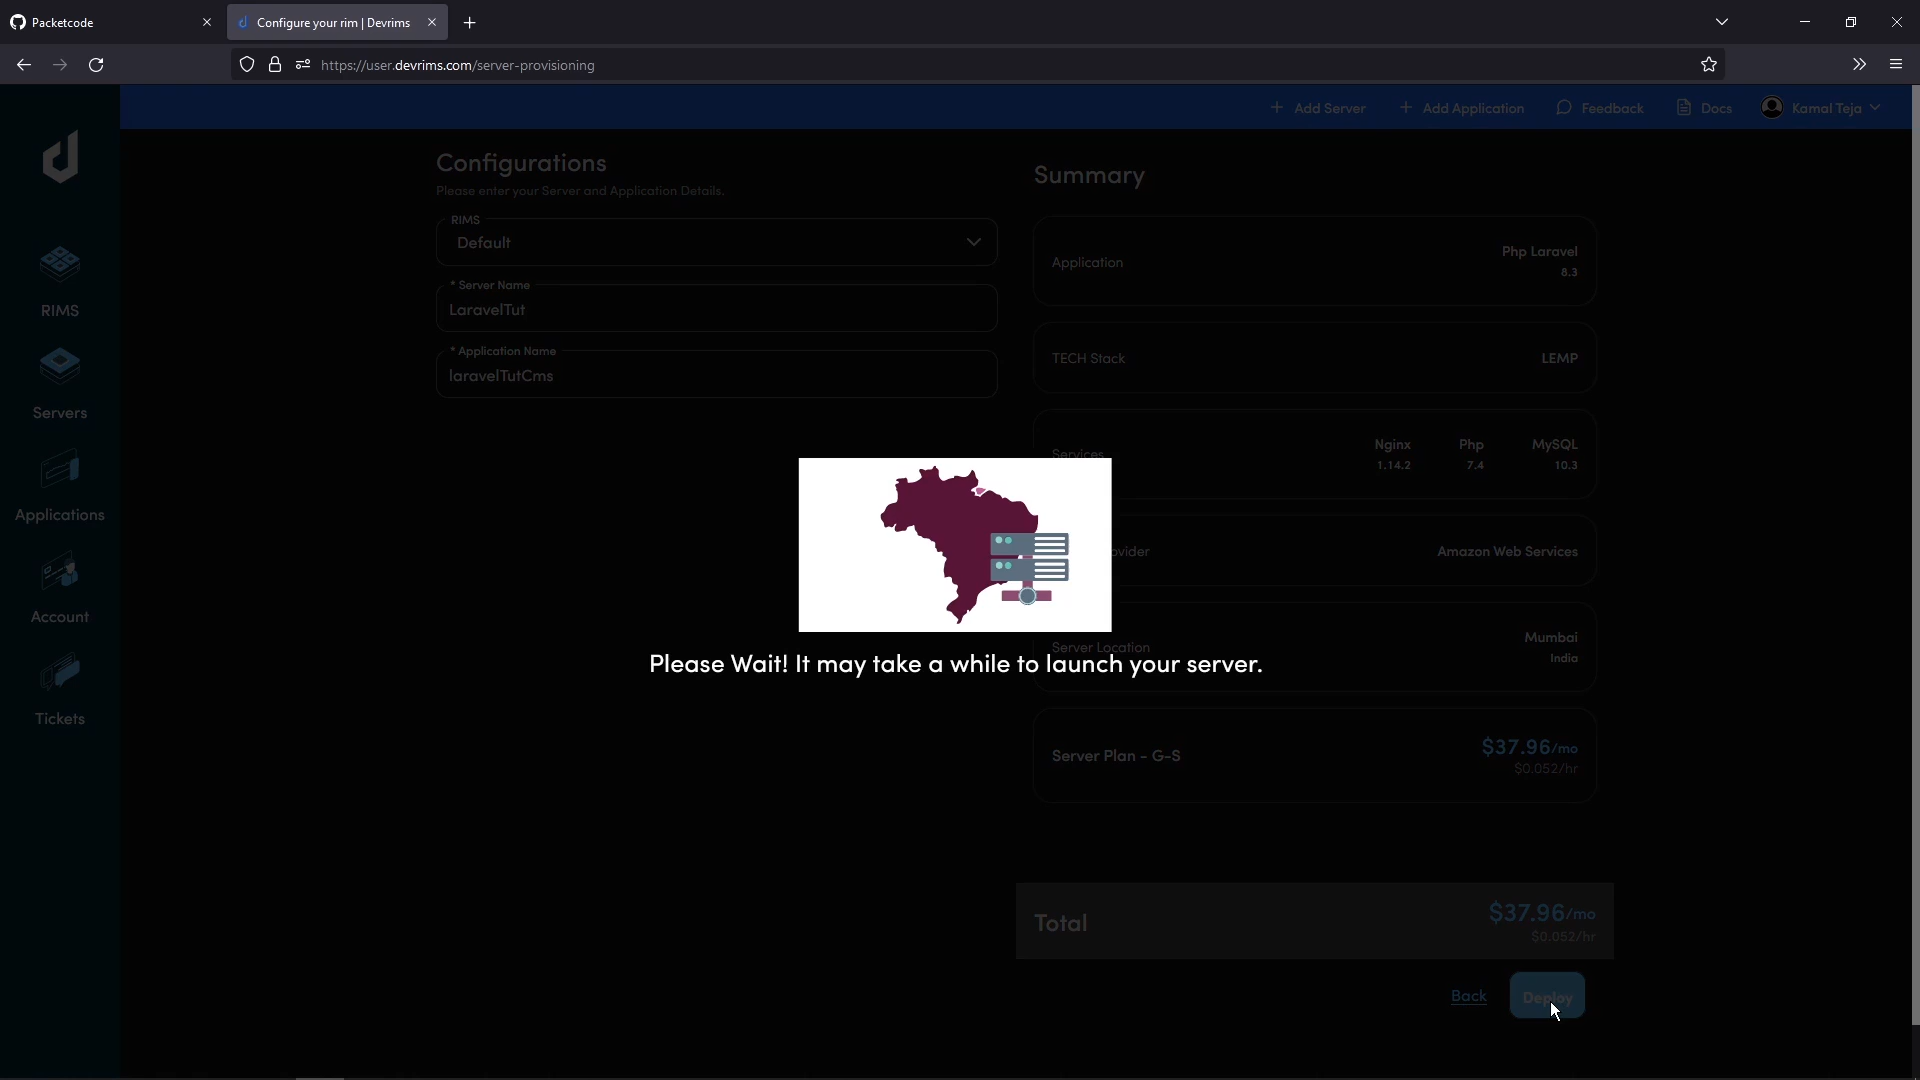 Packetcode
Configure your rim | Devrims
https://user.devrims.com/server-provisioning
Add Server
Add Application
Feedback
Docs
Kamal Teja
RIMS
Servers
Applications
Account
Tickets
Configurations
Please enter your Server and Application Details.
RIMS
Default
* Server Name
LaravelTut
* Application Name
laravelTutCms
Summary
Application
Php Laravel
8.3
TECH Stack
LEMP
Services
Nginx
1.14.2
Php
7.4
MySQL
10.3
ovider
Amazon Web Services
Server Location
Mumbai
India
Please Wait! It may take a while to launch your server.
Server Plan - G-S
$37.96/mo
$0.052/hr
Total
$37.96/mo
$0.052/hr
Back
Deploy